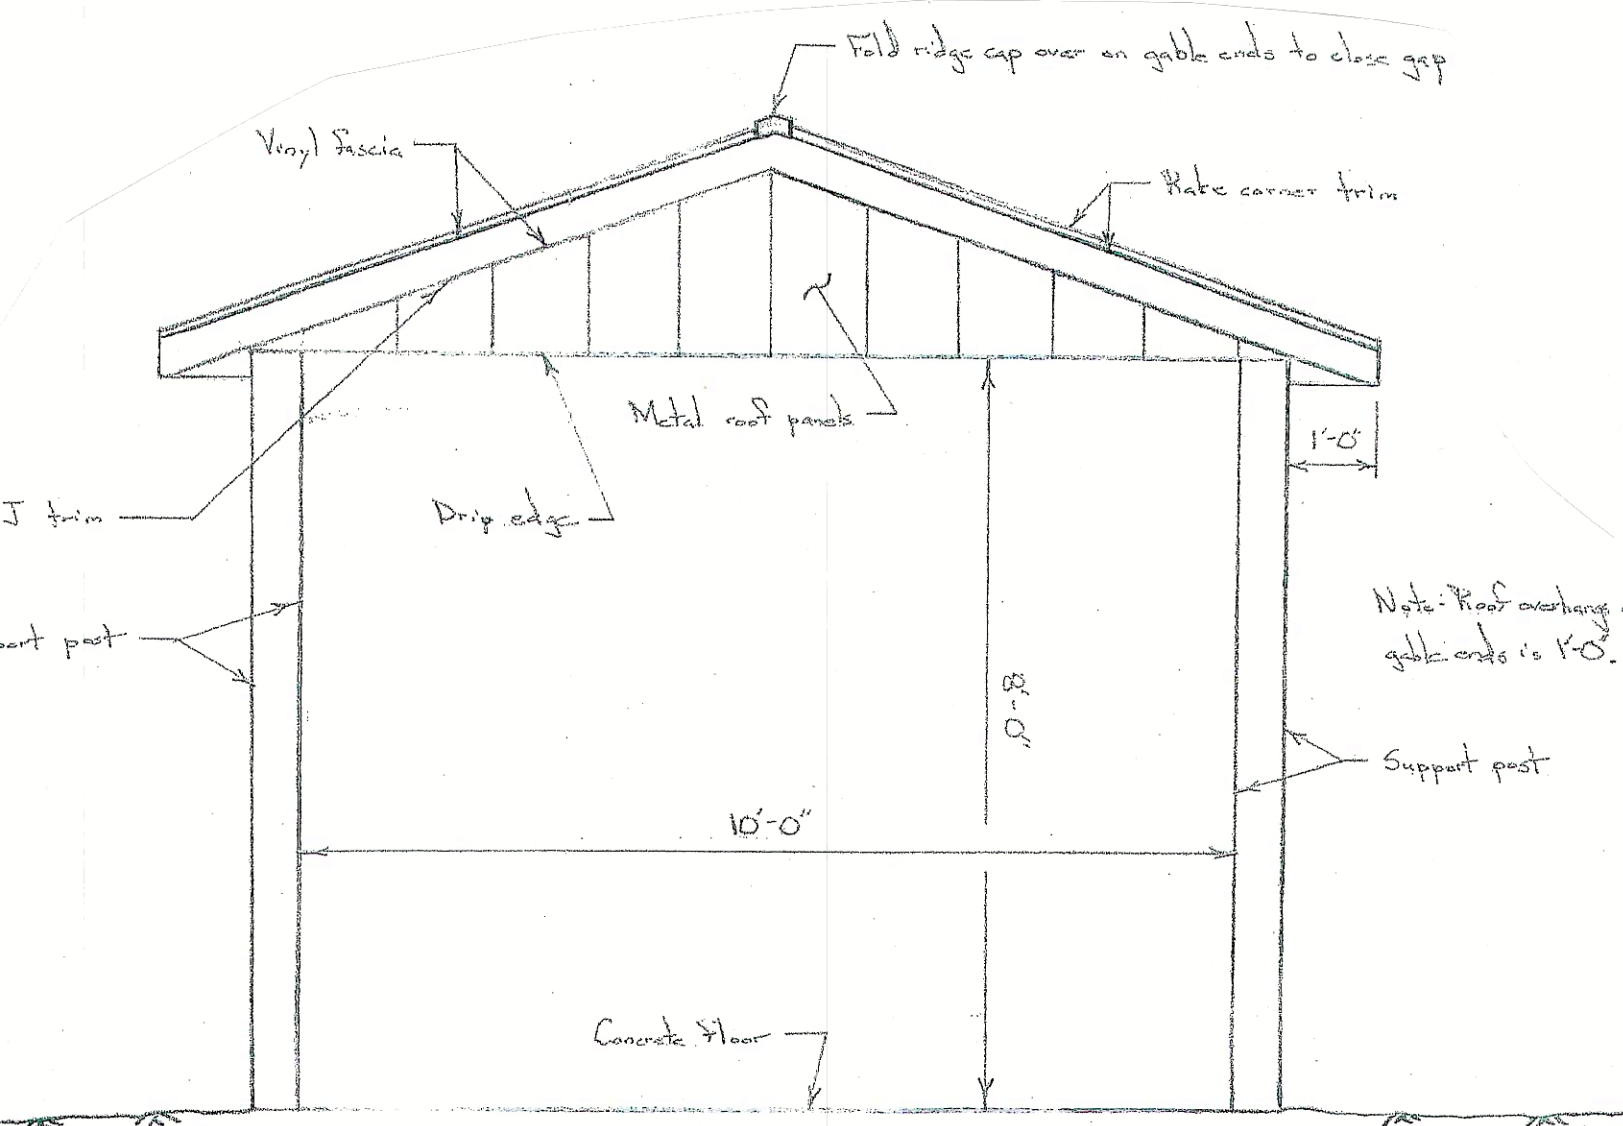 Fold ridge cap over on gable ends to close gap
Vinyl fascia
Rake corner trim
Metal roof panels
1'-0"
J trim
Drip edge
Note: Roof overhang
gable ends is 1'-0".
port post
8'-0"
Support post
10'-0"
Concrete floor